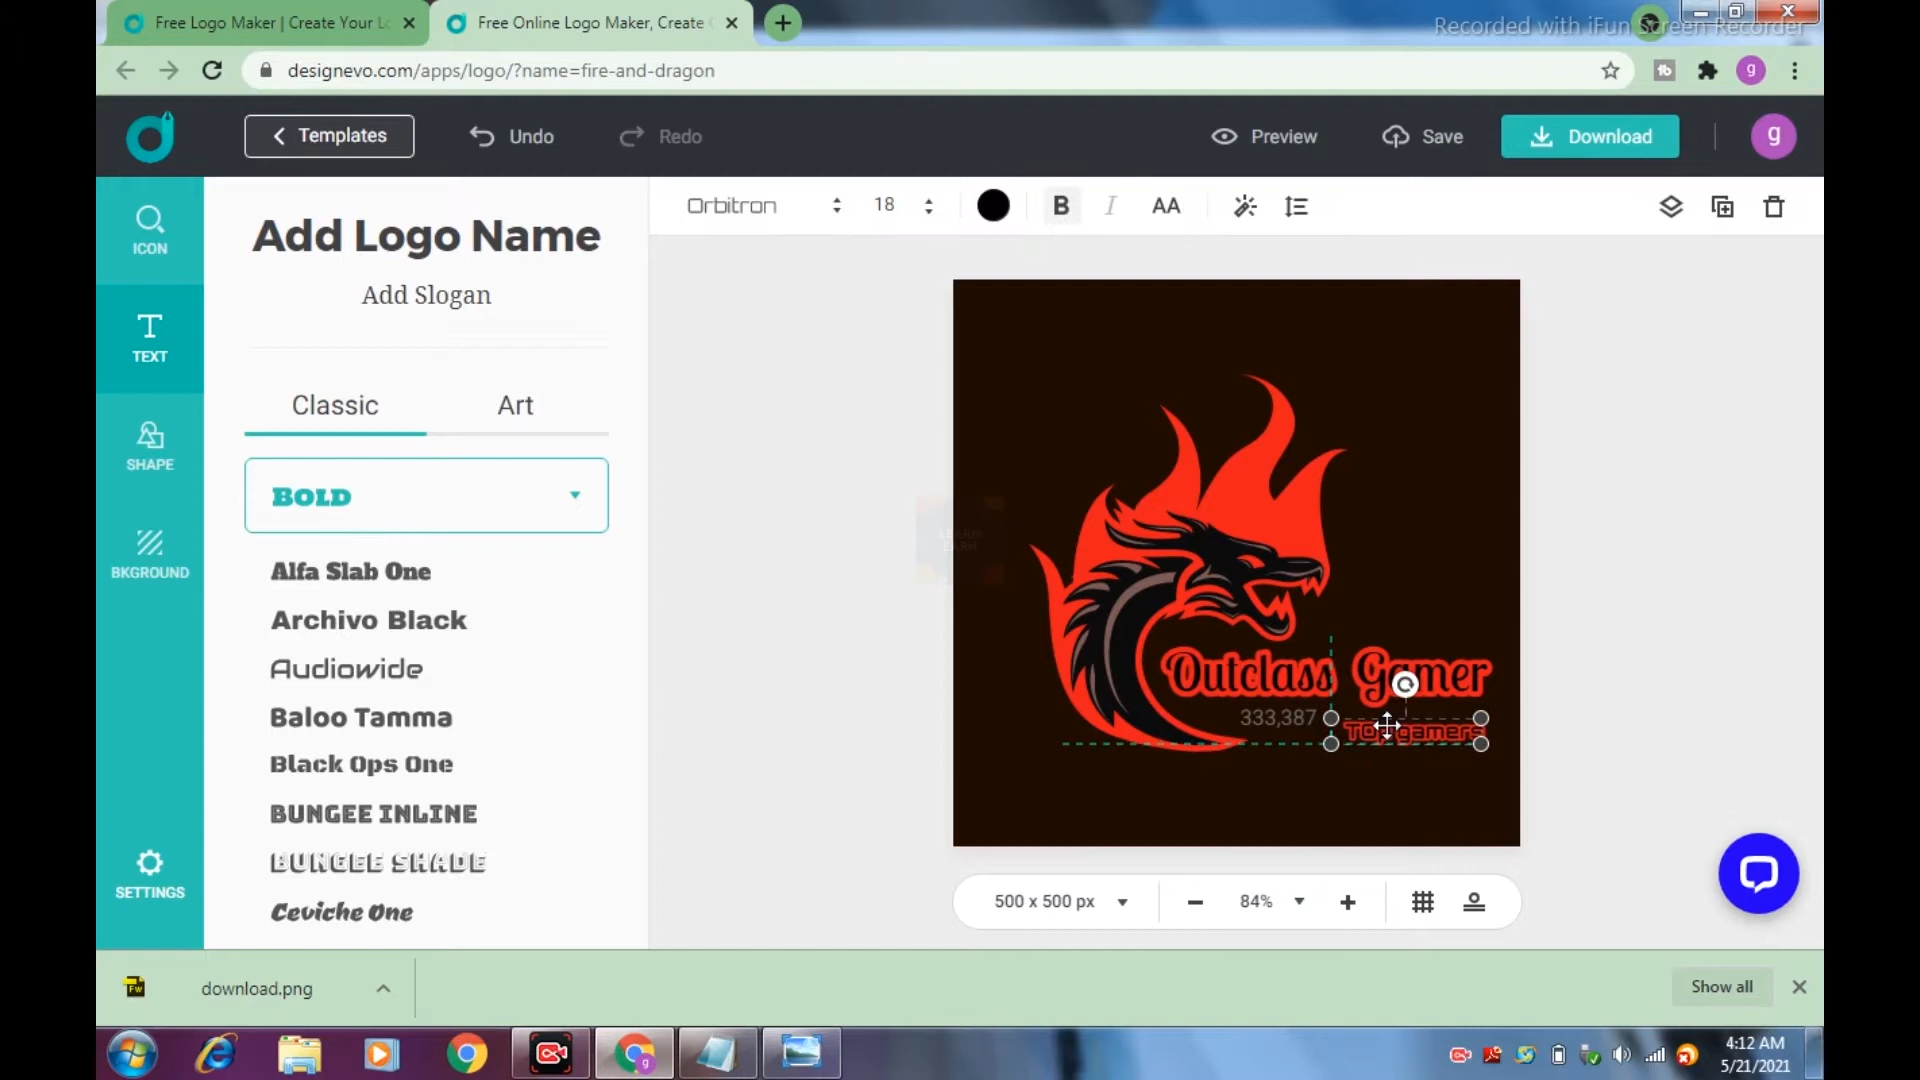 Free Logo Maker | Create Your Lo
Free Online Logo Maker, Create
Recorded with iFun Screen Recorder
designevo.com/apps/logo/?name=fire-and-dragon
g
Templates
Undo
Redo
Preview
Save
Download
g
ICON
TEXT
SHAPE
BKGROUND
SETTINGS
Add Logo Name
Add Slogan
Classic
Art
BOLD
Alfa Slab One
Archivo Black
Audiowide
Baloo Tamma
Black Ops One
BUNGEE INLINE
BUNGEE SHADE
Ceviche One
Orbitron
18
B
I
AA
Outclass Gamer
333,387
TOp gamers
500 x 500 px
84%
download.png
Show all
4:12 AM
5/21/2021